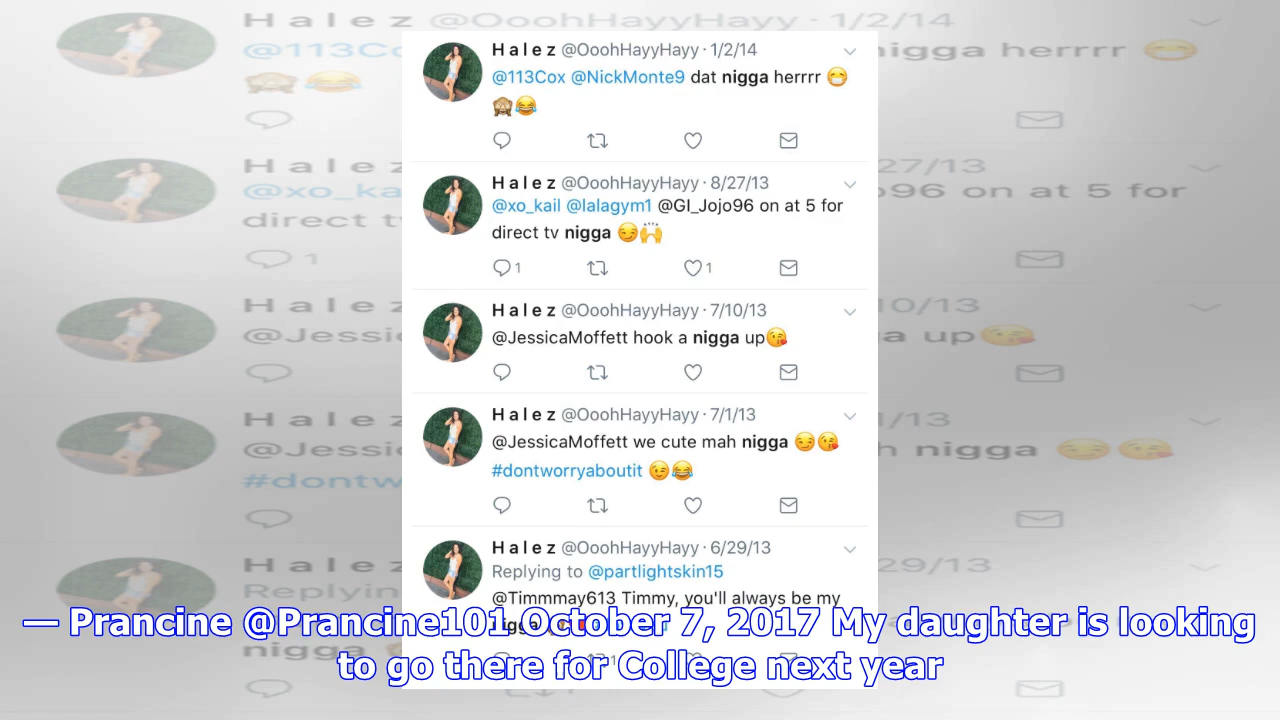 H a l e z @OoohHayyHayy · 1/2/14
@113Cox @NickMonte9 dat nigga herrrr 😷
🙈😂
H a l e z @OoohHayyHayy · 8/27/13
@xo_kail @lalagym1 @GI_Jojo96 on at 5 for
direct tv nigga 😏🙌
1 1
H a l e z @OoohHayyHayy · 7/10/13
@JessicaMoffett hook a nigga up😘
H a l e z @OoohHayyHayy · 7/1/13
@JessicaMoffett we cute mah nigga 😏😘
#dontworryaboutit 😉😂
H a l e z @OoohHayyHayy · 6/29/13
Replying to @partlightskin15
@Timmmay613 Timmy, you'll always be my
nigga
— Prancine @Prancine101 October 7, 2017 My daughter is looking
to go there for College next year